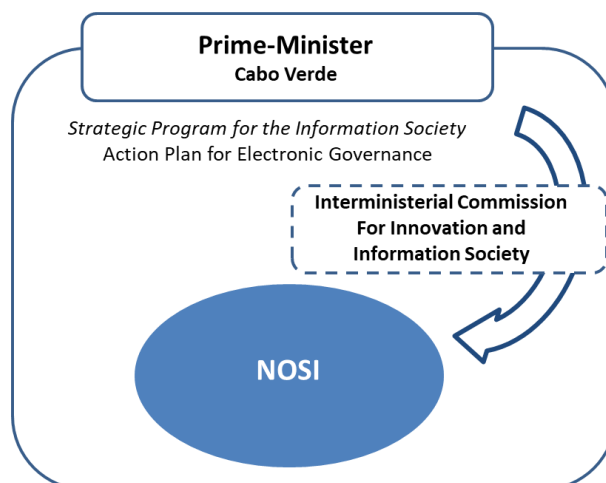 Prime-Minister
Cabo Verde
Strategic Program for the Information Society
Action Plan for Electronic Governance
Interministerial Commission
For Innovation and
Information Society
NOSI